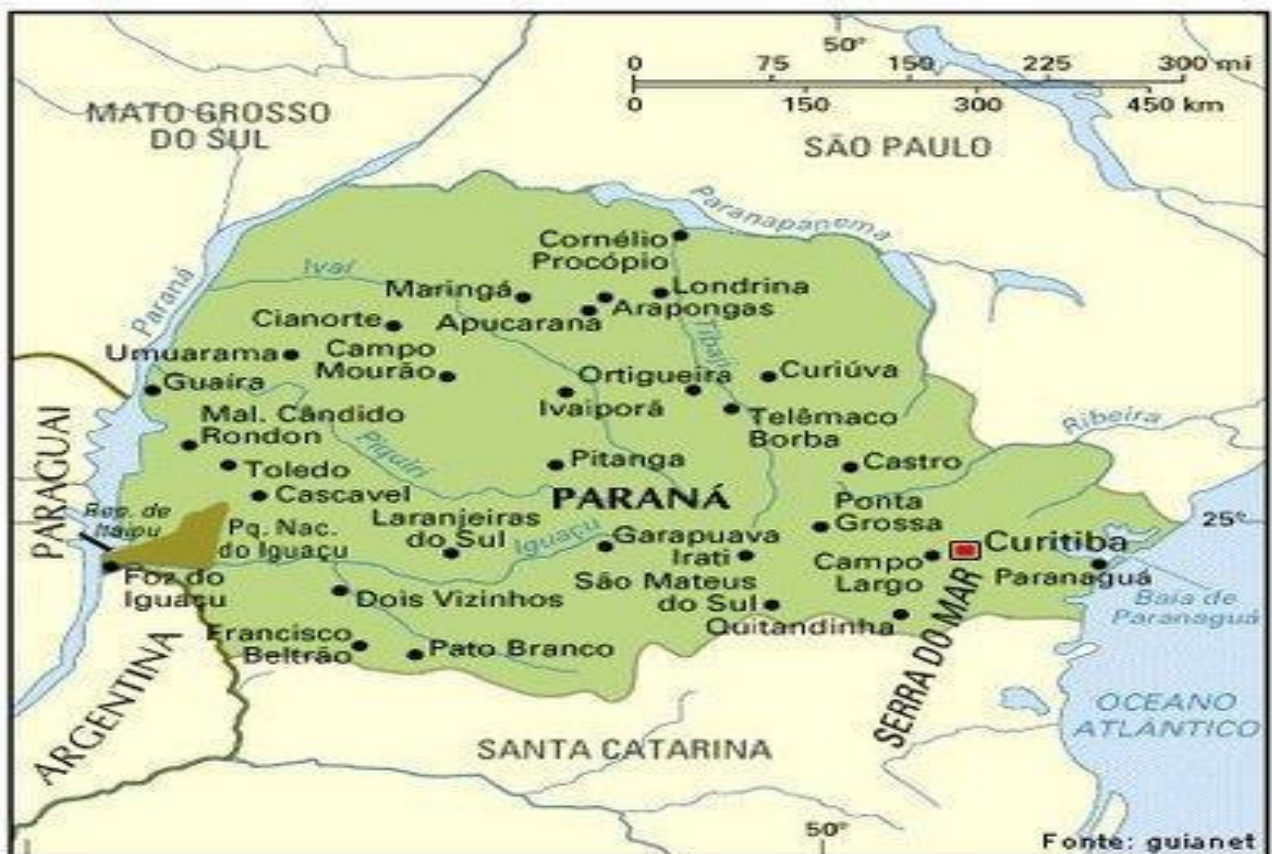 50°
0 75 150 225 300 mi
0 150 300 450 km
MATO GROSSO
DO SUL
SÃO PAULO
Paranapanema
Cornélio
Procópio
Ivaí
Paraná
Maringá
Londrina
Arapongas
Apucarana
Cianorte
Tibaji
Umuarama
Campo
Mourão
Guaíra
Ortigueira
Curiúva
Ivaiporã
Mal. Cândido
Rondon
Telêmaco
Borba
Ribeira
Piquiri
Toledo
Pitanga
Castro
PARAGUAI
Cascavel
PARANÁ
Ponta
Grossa
Rep. de
Itaipu
Pq. Nac.
do Iguaçu
Laranjeiras
do Sul
Iguaçu
Garapuava
Irati
25°
Curitiba
Campo
Largo
Paranaguá
Foz do
Iguaçu
Dois Vizinhos
São Mateus
do Sul
Quitandinha
Baia de
Paranaguá
Francisco
Beltrão
Pato Branco
ARGENTINA
SERRA DO MAR
OCEANO
ATLÁNTICO
SANTA CATARINA
50°
Fonte: guianet